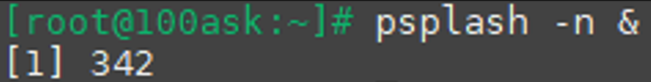 [root@100ask:~]# psplash -n &
[1] 342